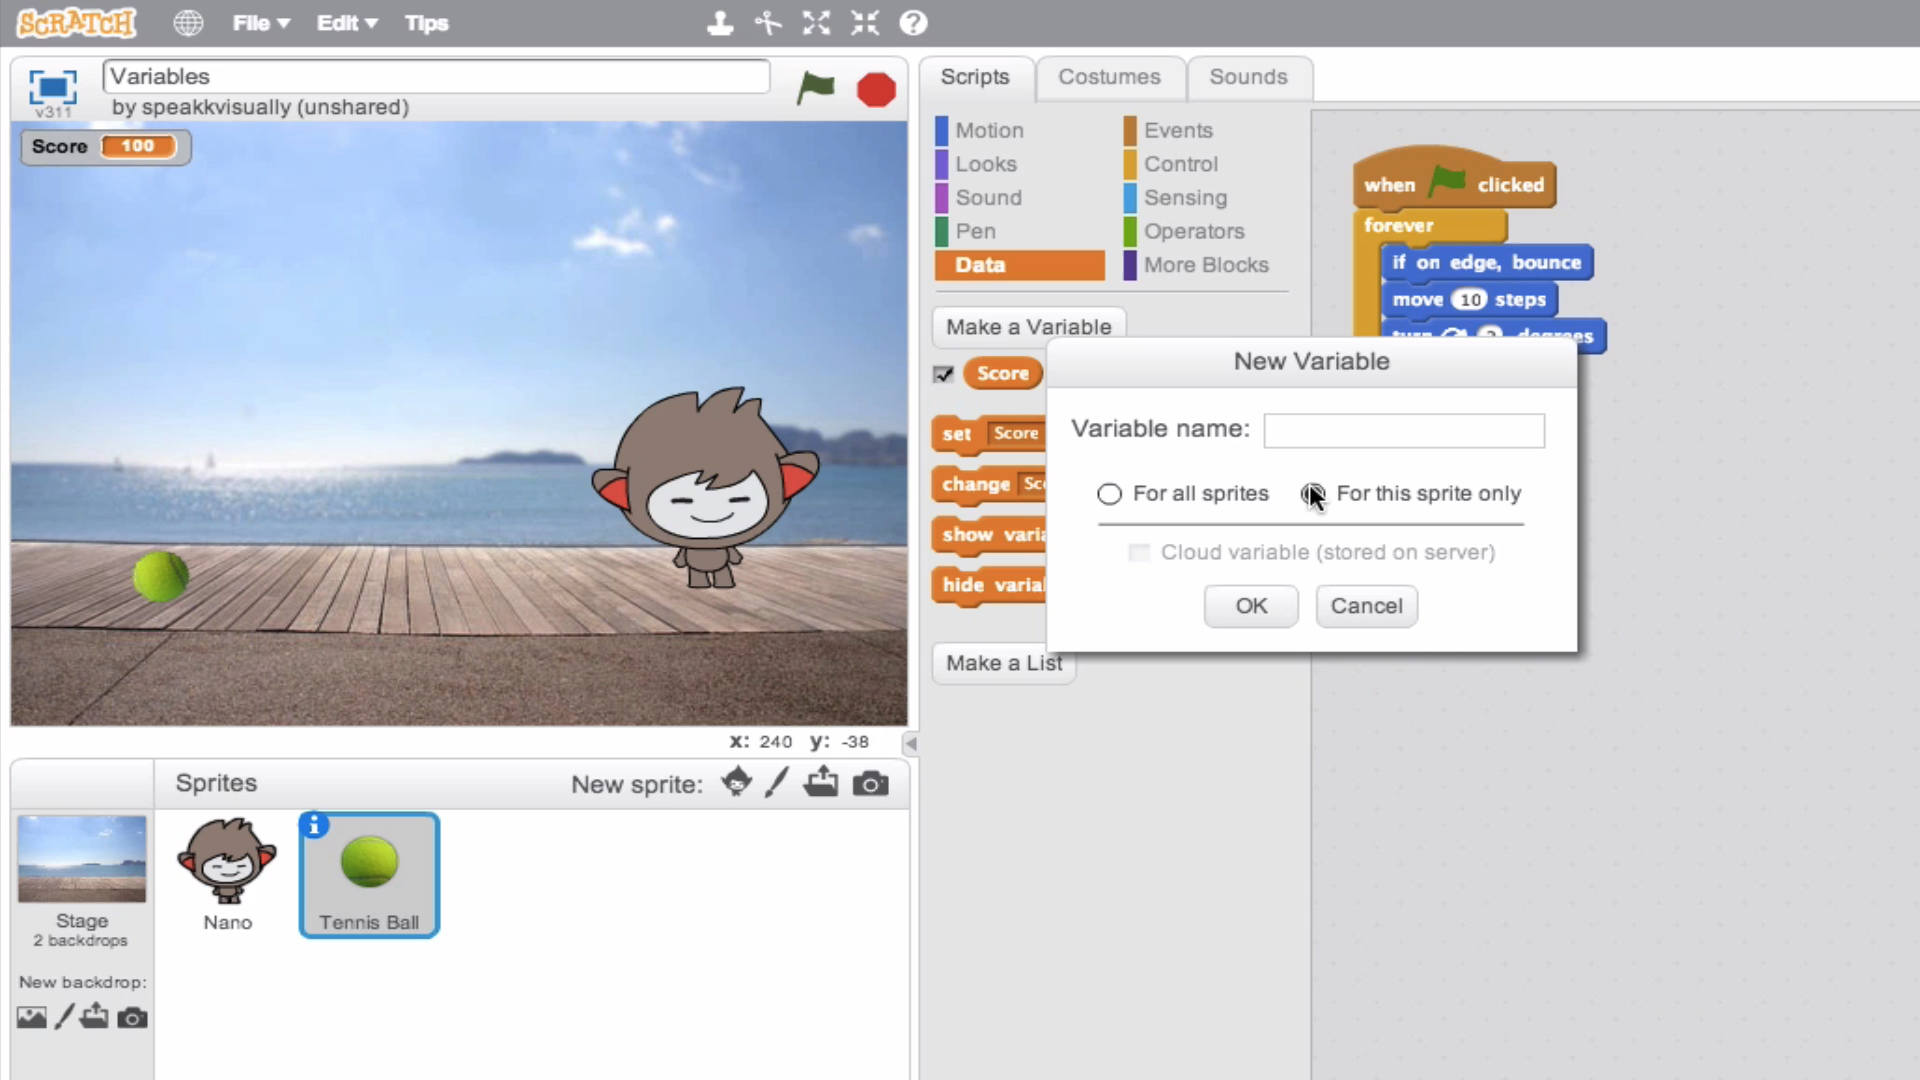 SCRATCH File Edit Tips
Variables
v311 by speakkvisually (unshared)
Score 100
Scripts Costumes Sounds
Motion Events
Looks Control
Sound Sensing
Pen Operators
Data More Blocks
Make a Variable
Score
set Score
change
show
hide
Make a List
when clicked
forever
if on edge, bounce
move 10 steps
turn degrees
New Variable
Variable name:
For all sprites For this sprite only
Cloud variable (stored on server)
OK Cancel
x: 240 y: -38
Sprites New sprite:
Stage
2 backdrops
New backdrop:
Nano
Tennis Ball